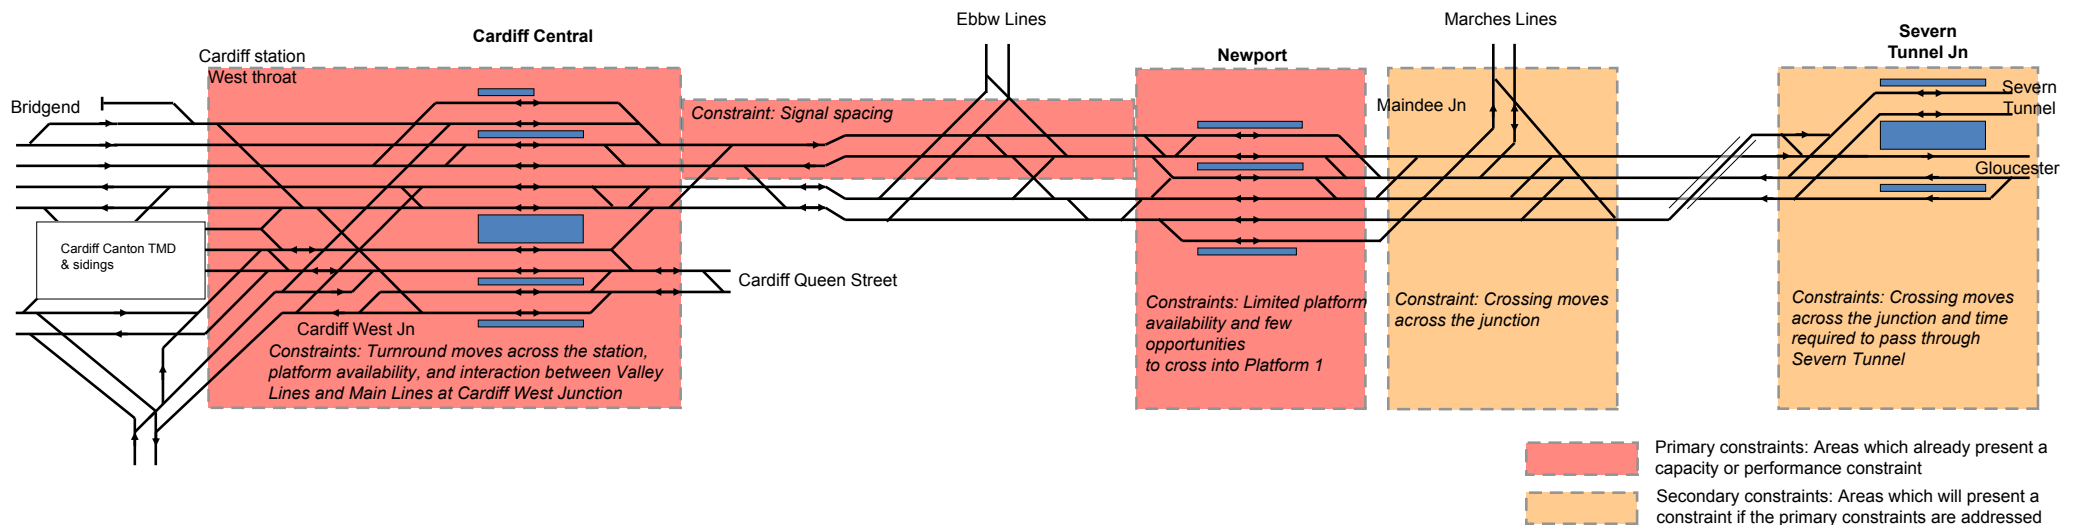 Ebbw Lines
Marches Lines
Cardiff Central
Severn
Tunnel Jn
Cardiff station
West throat
Newport
Bridgend
Constraint: Signal spacing
Maindee Jn
Severn
Tunnel
Gloucester
Cardiff Canton TMD
& sidings
Cardiff Queen Street
Cardiff West Jn
Constraints: Turnround moves across the station,
platform availability, and interaction between Valley
Lines and Main Lines at Cardiff West Junction
Constraints: Limited platform
availability and few
opportunities
to cross into Platform 1
Constraint: Crossing moves
across the junction
Constraints: Crossing moves
across the junction and time
required to pass through
Severn Tunnel
Primary constraints: Areas which already present a
capacity or performance constraint
Secondary constraints: Areas which will present a
constraint if the primary constraints are addressed